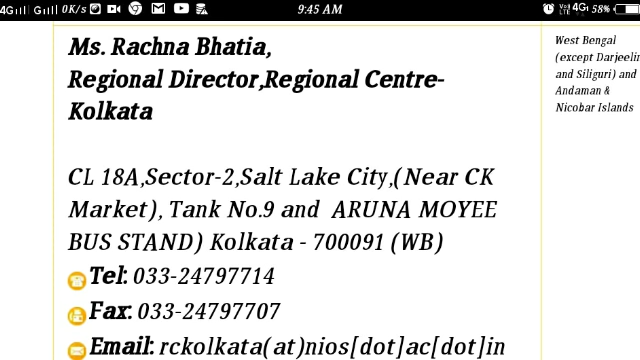 4G 4G 0K/s 9:45 AM VoLTE 4G 58%
Ms. Rachna Bhatia,
Regional Director,Regional Centre-
Kolkata
CL 18A,Sector-2,Salt Lake City,(Near CK
Market), Tank No.9 and ARUNA MOYEE
BUS STAND) Kolkata - 700091 (WB)
Tel: 033-24797714
Fax: 033-24797707
Email: rckolkata(at)nios[dot]ac[dot]in
West Bengal
(except Darjeelin
and Siliguri) and
Andaman &
Nicobar Islands